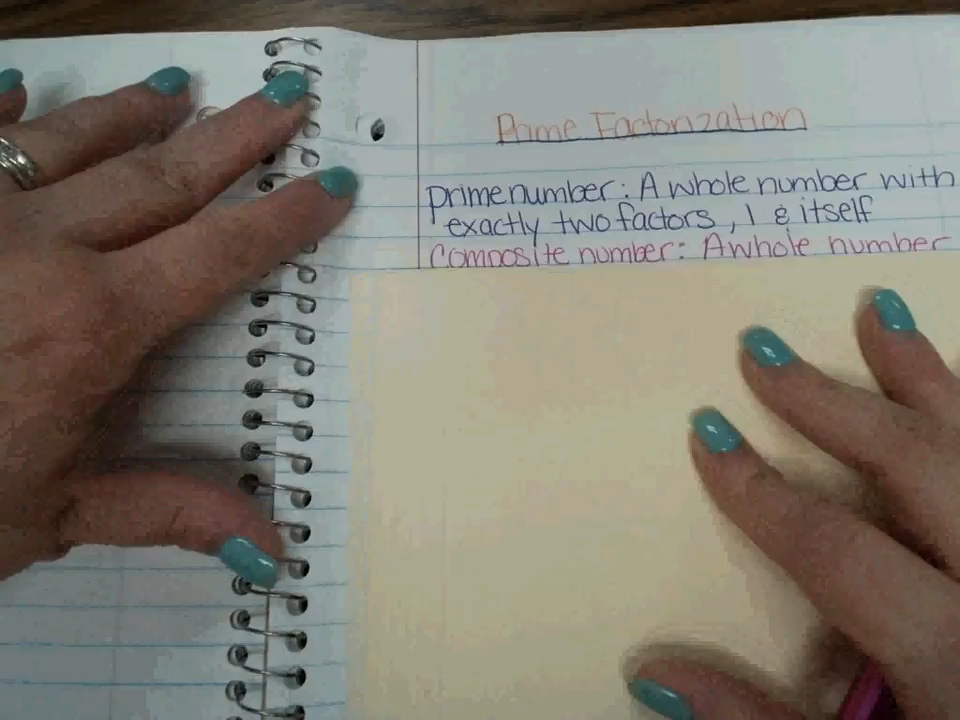 Prime Factorization
prime number: A whole number with
exactly two factors, 1 & itself
Composite number: A whole number